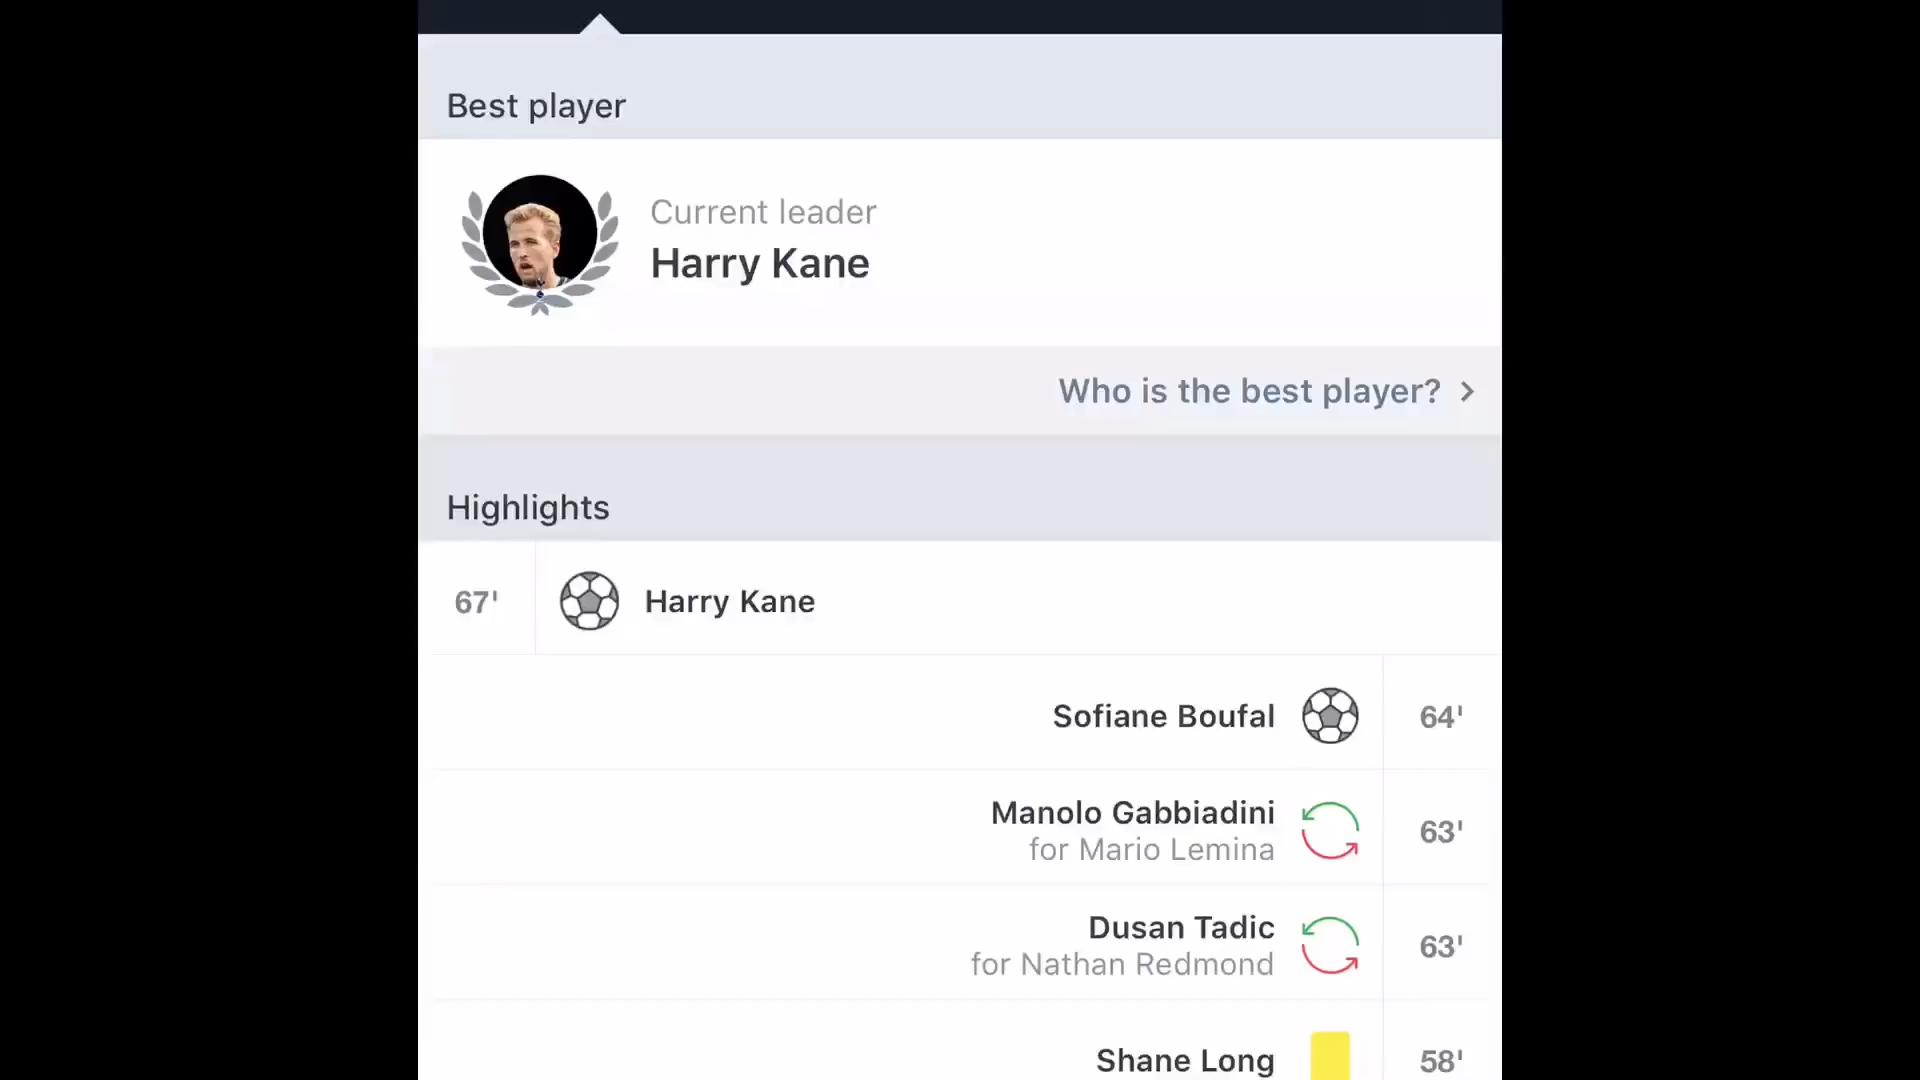 Best player
Current leader
Harry Kane
Who is the best player?
Highlights
67' Harry Kane
Sofiane Boufal 64'
Manolo Gabbiadini
for Mario Lemina 63'
Dusan Tadic
for Nathan Redmond 63'
Shane Long 58'